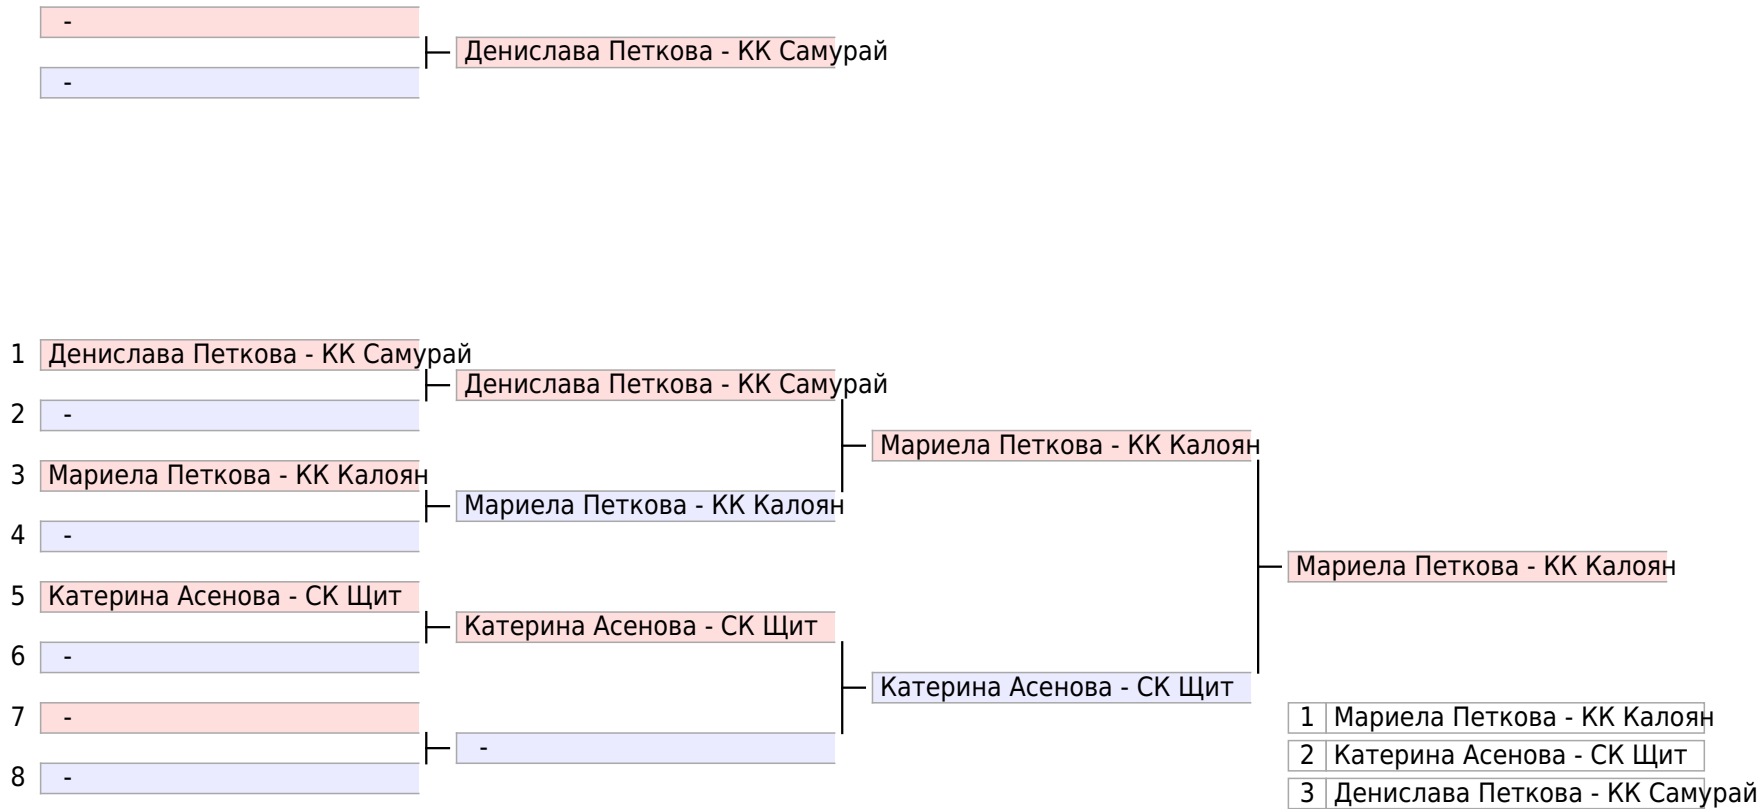 -
Денислава Петкова - КК Самурай
-
1 Денислава Петкова - КК Самурай
Денислава Петкова - КК Самурай
2 -
Мариела Петкова - КК Калоян
3 Мариела Петкова - КК Калоян
Мариела Петкова - КК Калоян
4 -
Мариела Петкова - КК Калоян
5 Катерина Асенова - СК Щит
Катерина Асенова - СК Щит
6 -
Катерина Асенова - СК Щит
7 -
-
8 -
1 Мариела Петкова - КК Калоян
2 Катерина Асенова - СК Щит
3 Денислава Петкова - КК Самурай